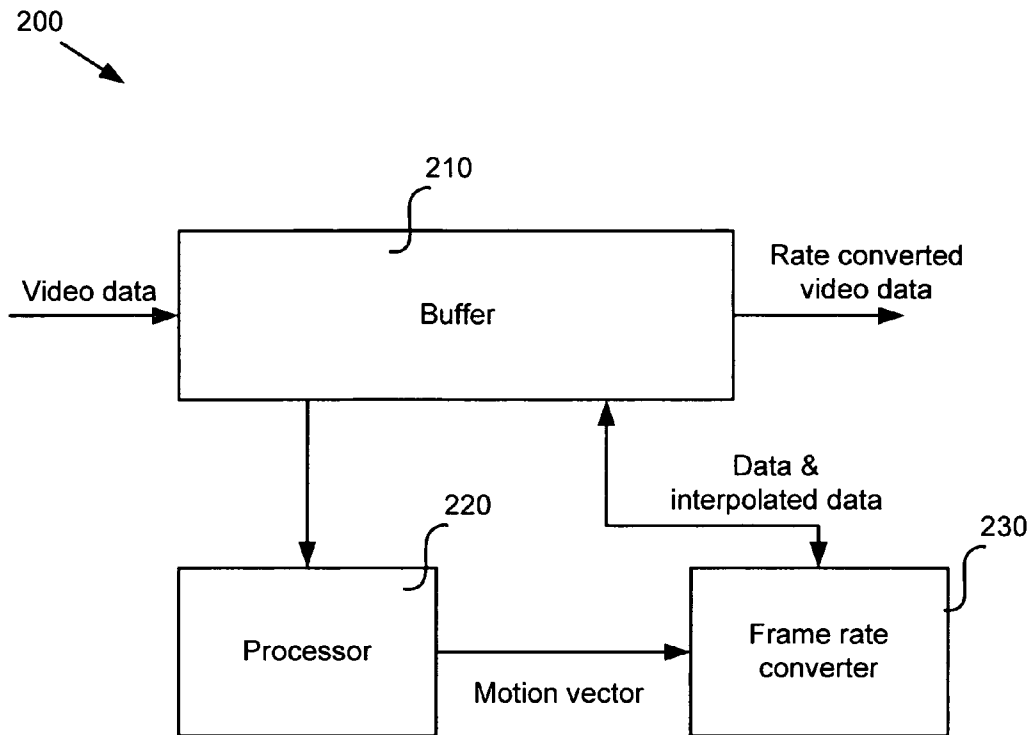 200
210
Video data
Buffer
Rate converted
video data
Data &
interpolated data
220
230
Processor
Motion vector
Frame rate
converter